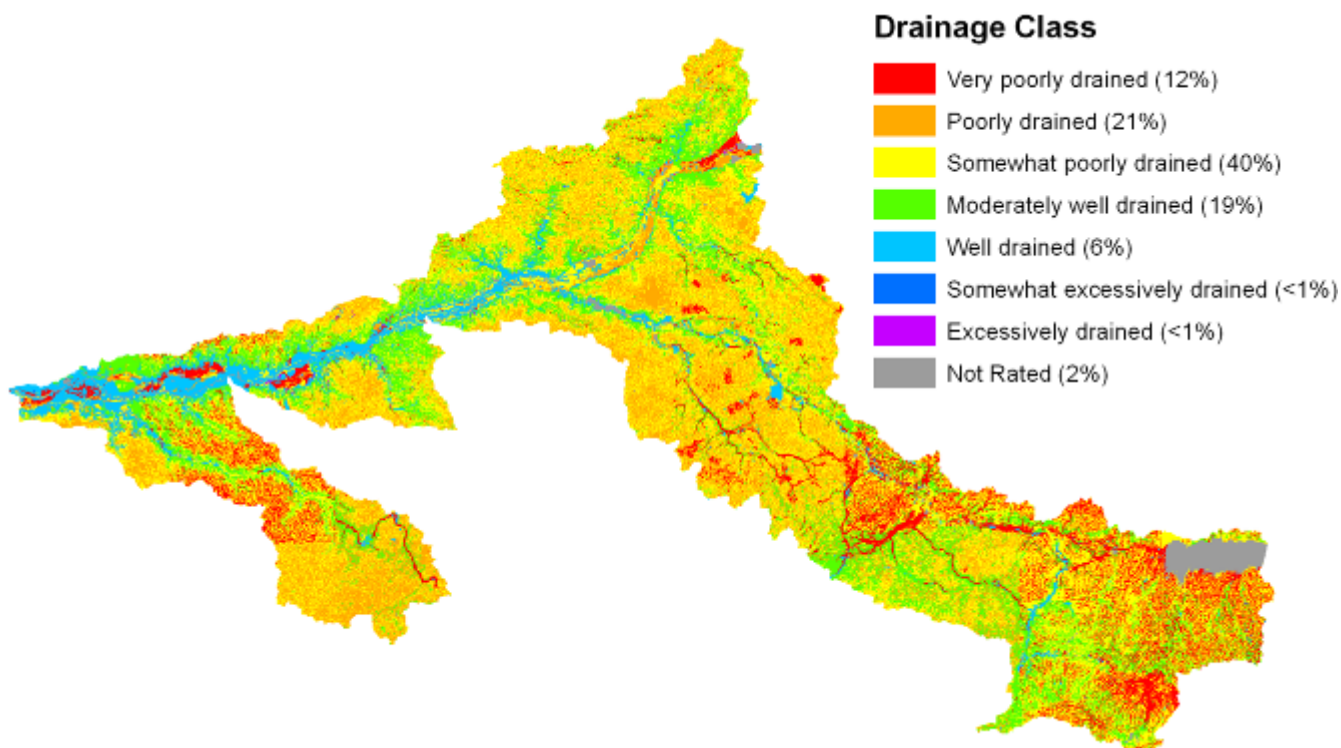 Drainage Class
Very poorly drained (12%)
Poorly drained (21%)
Somewhat poorly drained (40%)
Moderately well drained (19%)
Well drained (6%)
Somewhat excessively drained (<1%)
Excessively drained (<1%)
Not Rated (2%)